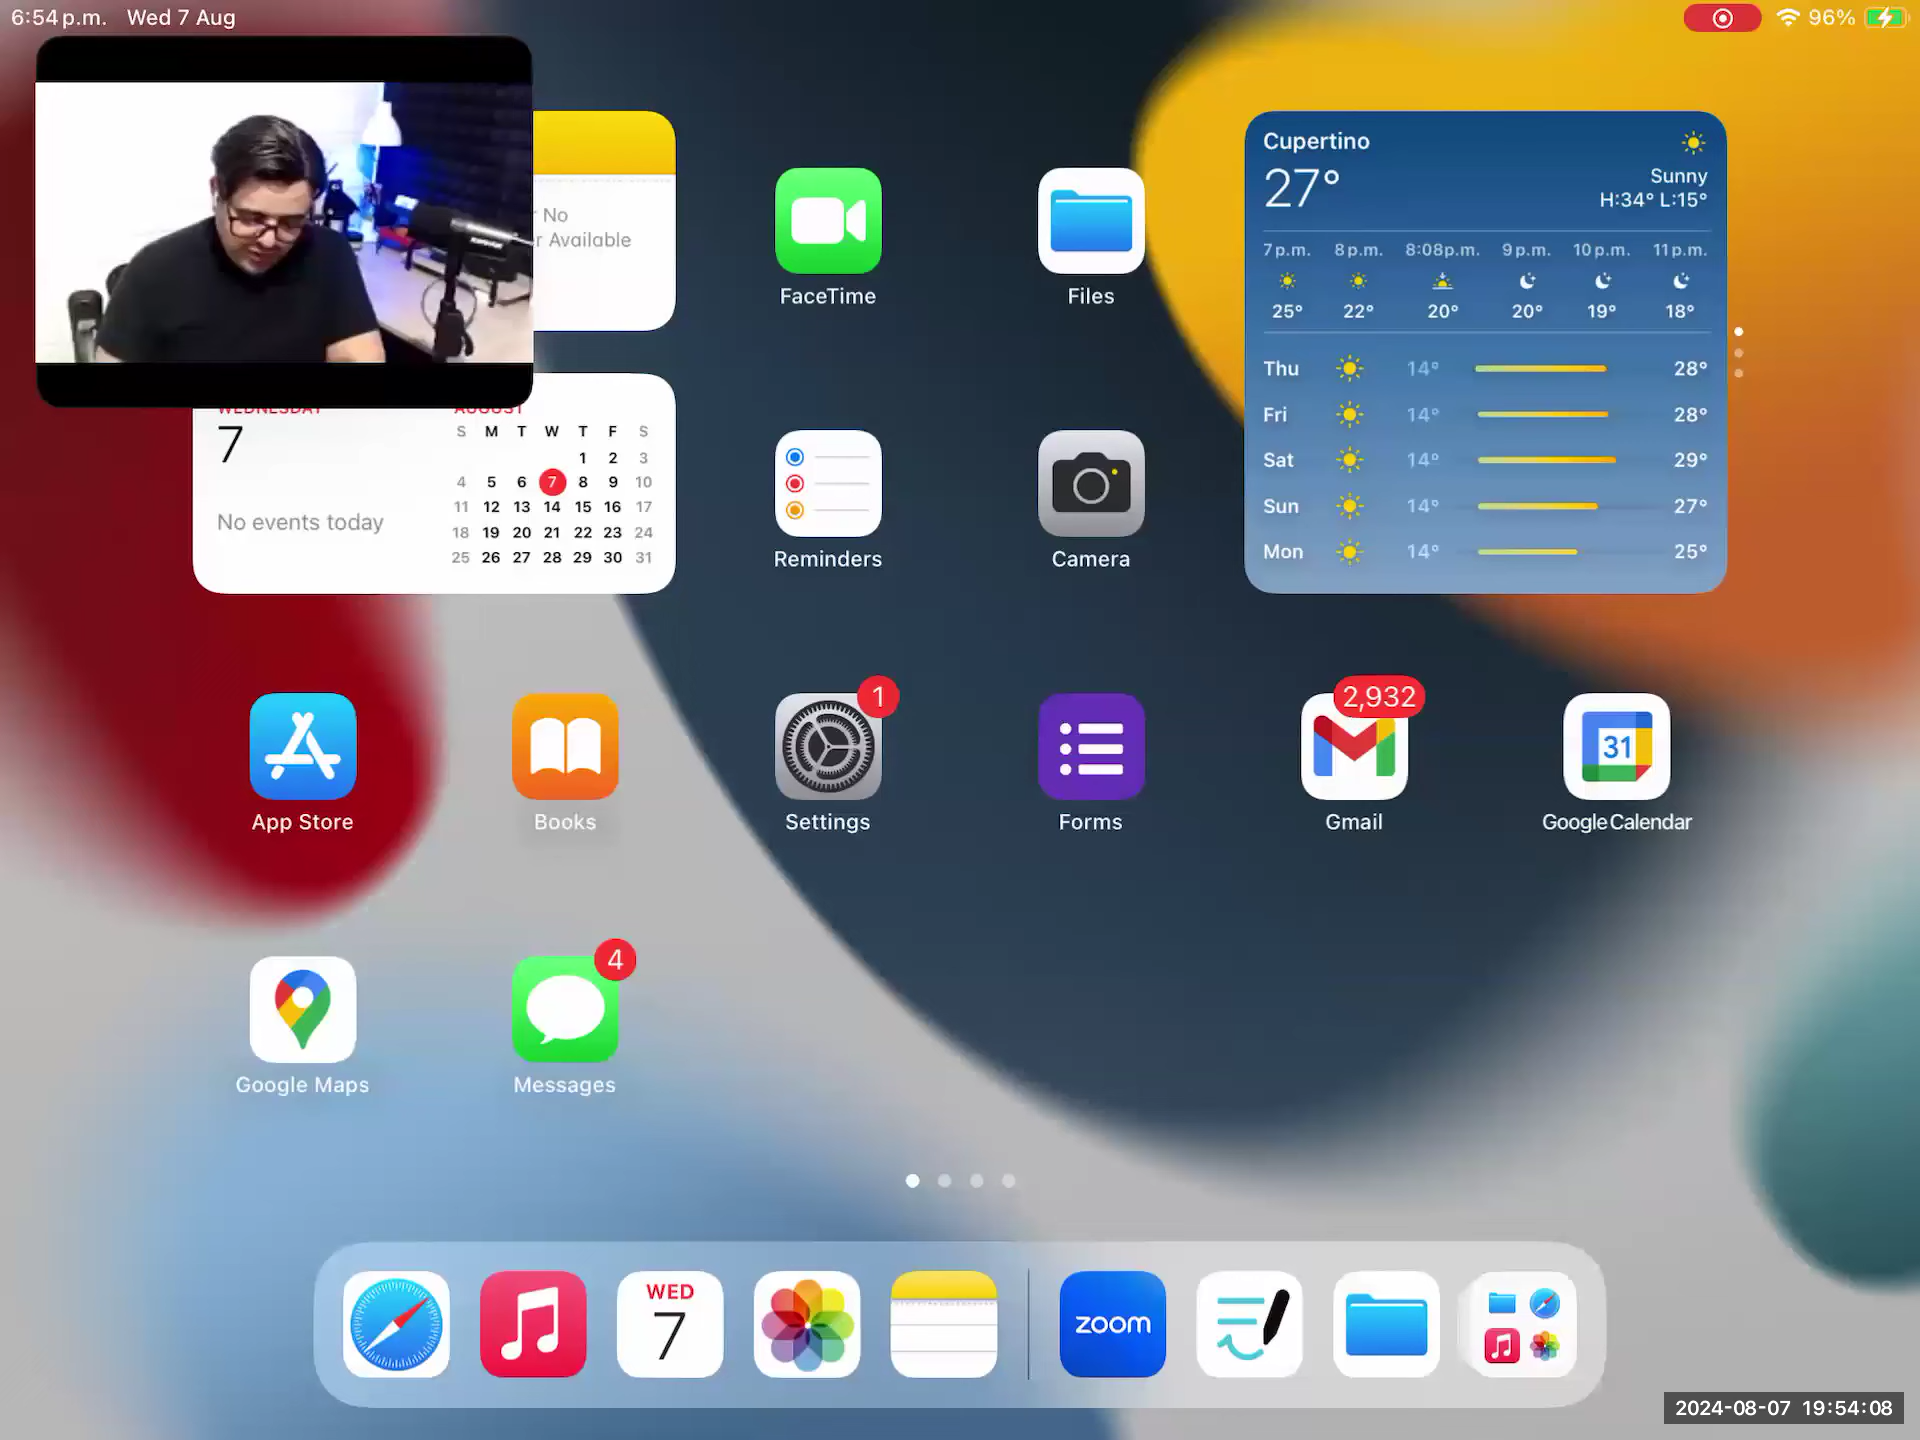 6:54 p.m. Wed 7 Aug
96%
No
r Available
FaceTime
Files
Cupertino
27°
Sunny
H:34° L:15°
7 p.m. 8 p.m. 8:08p.m. 9 p.m. 10 p.m. 11 p.m.
25° 22° 20° 20° 19° 18°
Thu 14° 28°
Fri 14° 28°
Sat 14° 29°
Sun 14° 27°
Mon 14° 25°
WEDNESDAY
7
No events today
AUGUST
S M T W T F S
1 2 3
4 5 6 7 8 9 10
11 12 13 14 15 16 17
18 19 20 21 22 23 24
25 26 27 28 29 30 31
Reminders
Camera
App Store
Books
1
Settings
Forms
2,932
Gmail
31
Google Calendar
Google Maps
4
Messages
WED
7
zoom
2024-08-07 19:54:08